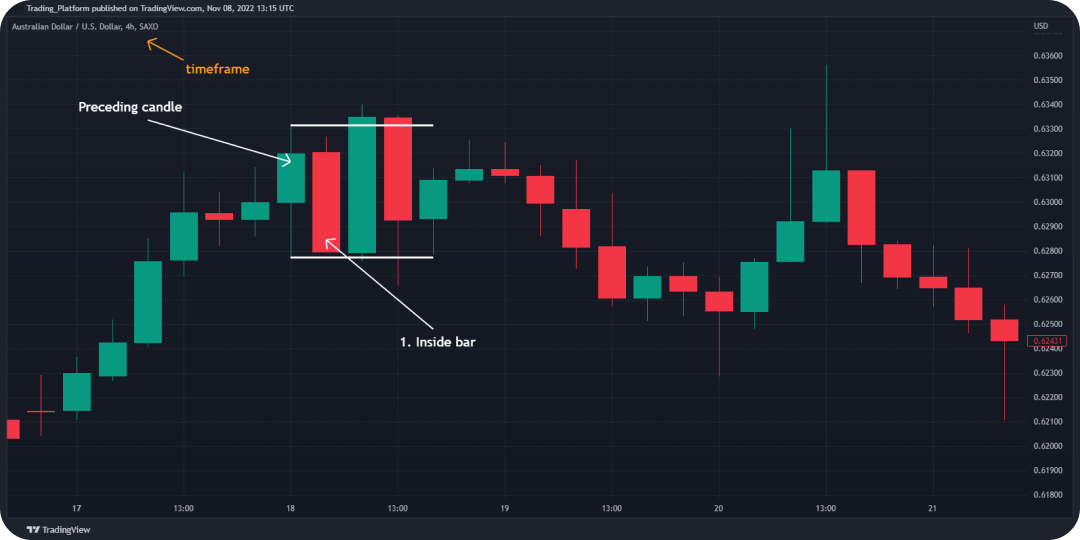 Trading_Platform published on TradingView.com, Nov 08, 2022 13:15 UTC
Australian Dollar / U.S. Dollar, 4h, SAXO
USD
timeframe
Preceding candle
1. Inside bar
0.63600
0.63500
0.63400
0.63300
0.63200
0.63100
0.63000
0.62900
0.62800
0.62700
0.62600
0.62500
0.62431
0.62400
0.62300
0.62200
0.62100
0.62000
0.61900
0.61800
17 13:00 18 13:00 19 13:00 20 13:00 21
TradingView